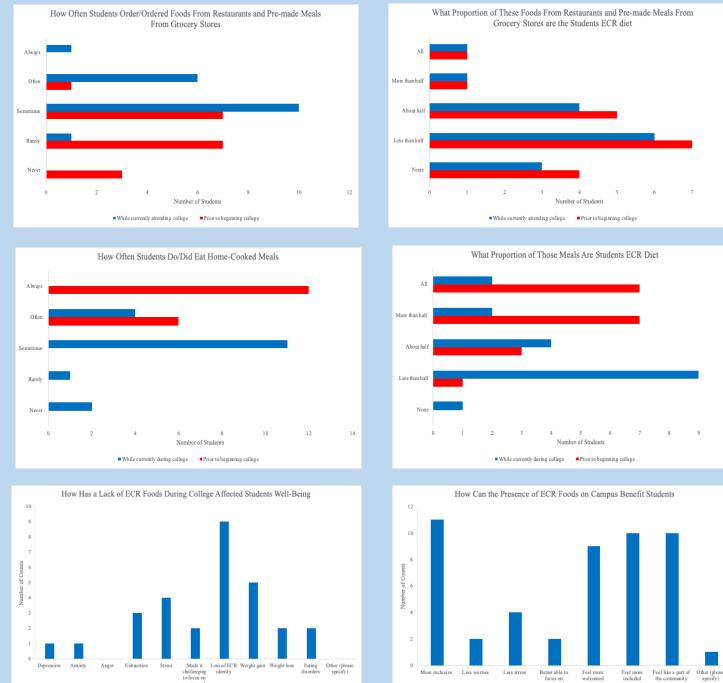 How Often Students Order/Ordered Foods From Restaurants and Pre-made Meals
From Grocery Stores
Always
Often
Sometimes
Rarely
Never
0 2 4 6 8 10 12
Number of Students
While currently attending college Prior to beginning college
What Proportion of These Foods From Restaurants and Pre-made Meals From
Grocery Stores are the Students ECR diet
All
More than half
About half
Less than half
None
0 1 2 3 4 5 6 7
Number of Students
While currently attending college Prior to beginning college
How Often Students Do/Did Eat Home-Cooked Meals
Always
Often
Sometimes
Rarely
Never
0 2 4 6 8 10 12 14
Number of Students
While currently during college Prior to beginning college
What Proportion of Those Meals Are Students ECR Diet
All
More than half
About half
Less than half
None
0 1 2 3 4 5 6 7 8 9
Number of Students
While currently during college Prior to beginning college
How Has a Lack of ECR Foods During College Affected Students Well-Being
Number of Counts
10
9
8
7
6
5
4
3
2
1
0
Depression Anxiety Anger Exhaustion Stress Made it Loss of ECR Weight gain Weight loss Eating Other (please
challenging identity disorders specify)
to focus on
How Can the Presence of ECR Foods on Campus Benefit Students
Number of Counts
12
10
8
6
4
2
0
More inclusive Less worries Less stress Better able to Feel more Feel more Feel like a part of Other (please
focus on welcomed included the community specify)